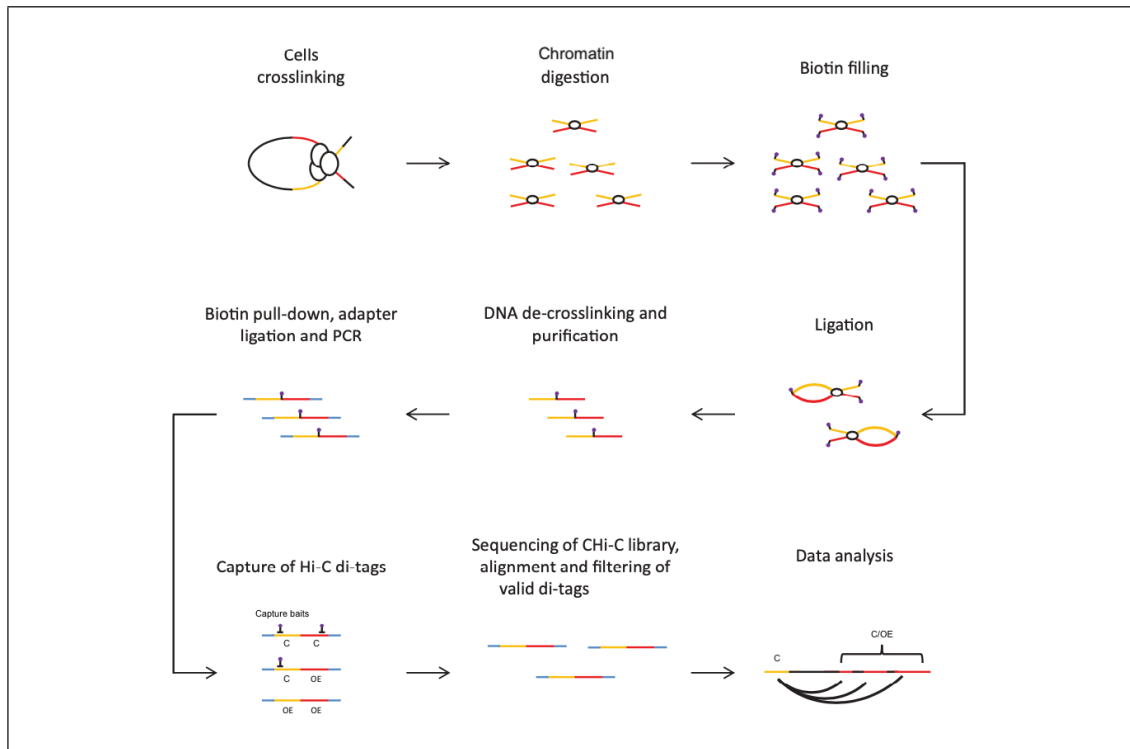 Cells
crosslinking
Chromatin
digestion
Biotin filling
Biotin pull-down, adapter
ligation and PCR
DNA de-crosslinking and
purification
Ligation
Capture of Hi-C di-tags
Sequencing of CHi-C library,
alignment and filtering of
valid di-tags
Data analysis
Capture baits
C C
C OE
OE OE
C
C/OE